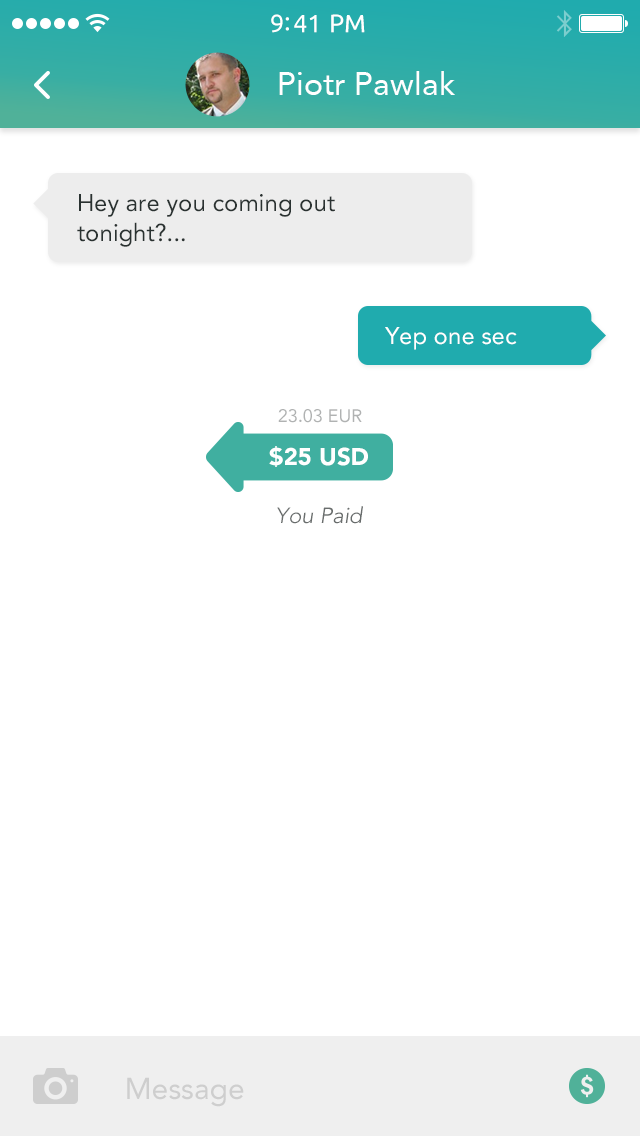 9:41 PM
Piotr Pawlak
Hey are you coming out
tonight?...
Yep one sec
23.03 EUR
$25 USD
You Paid
Message
$